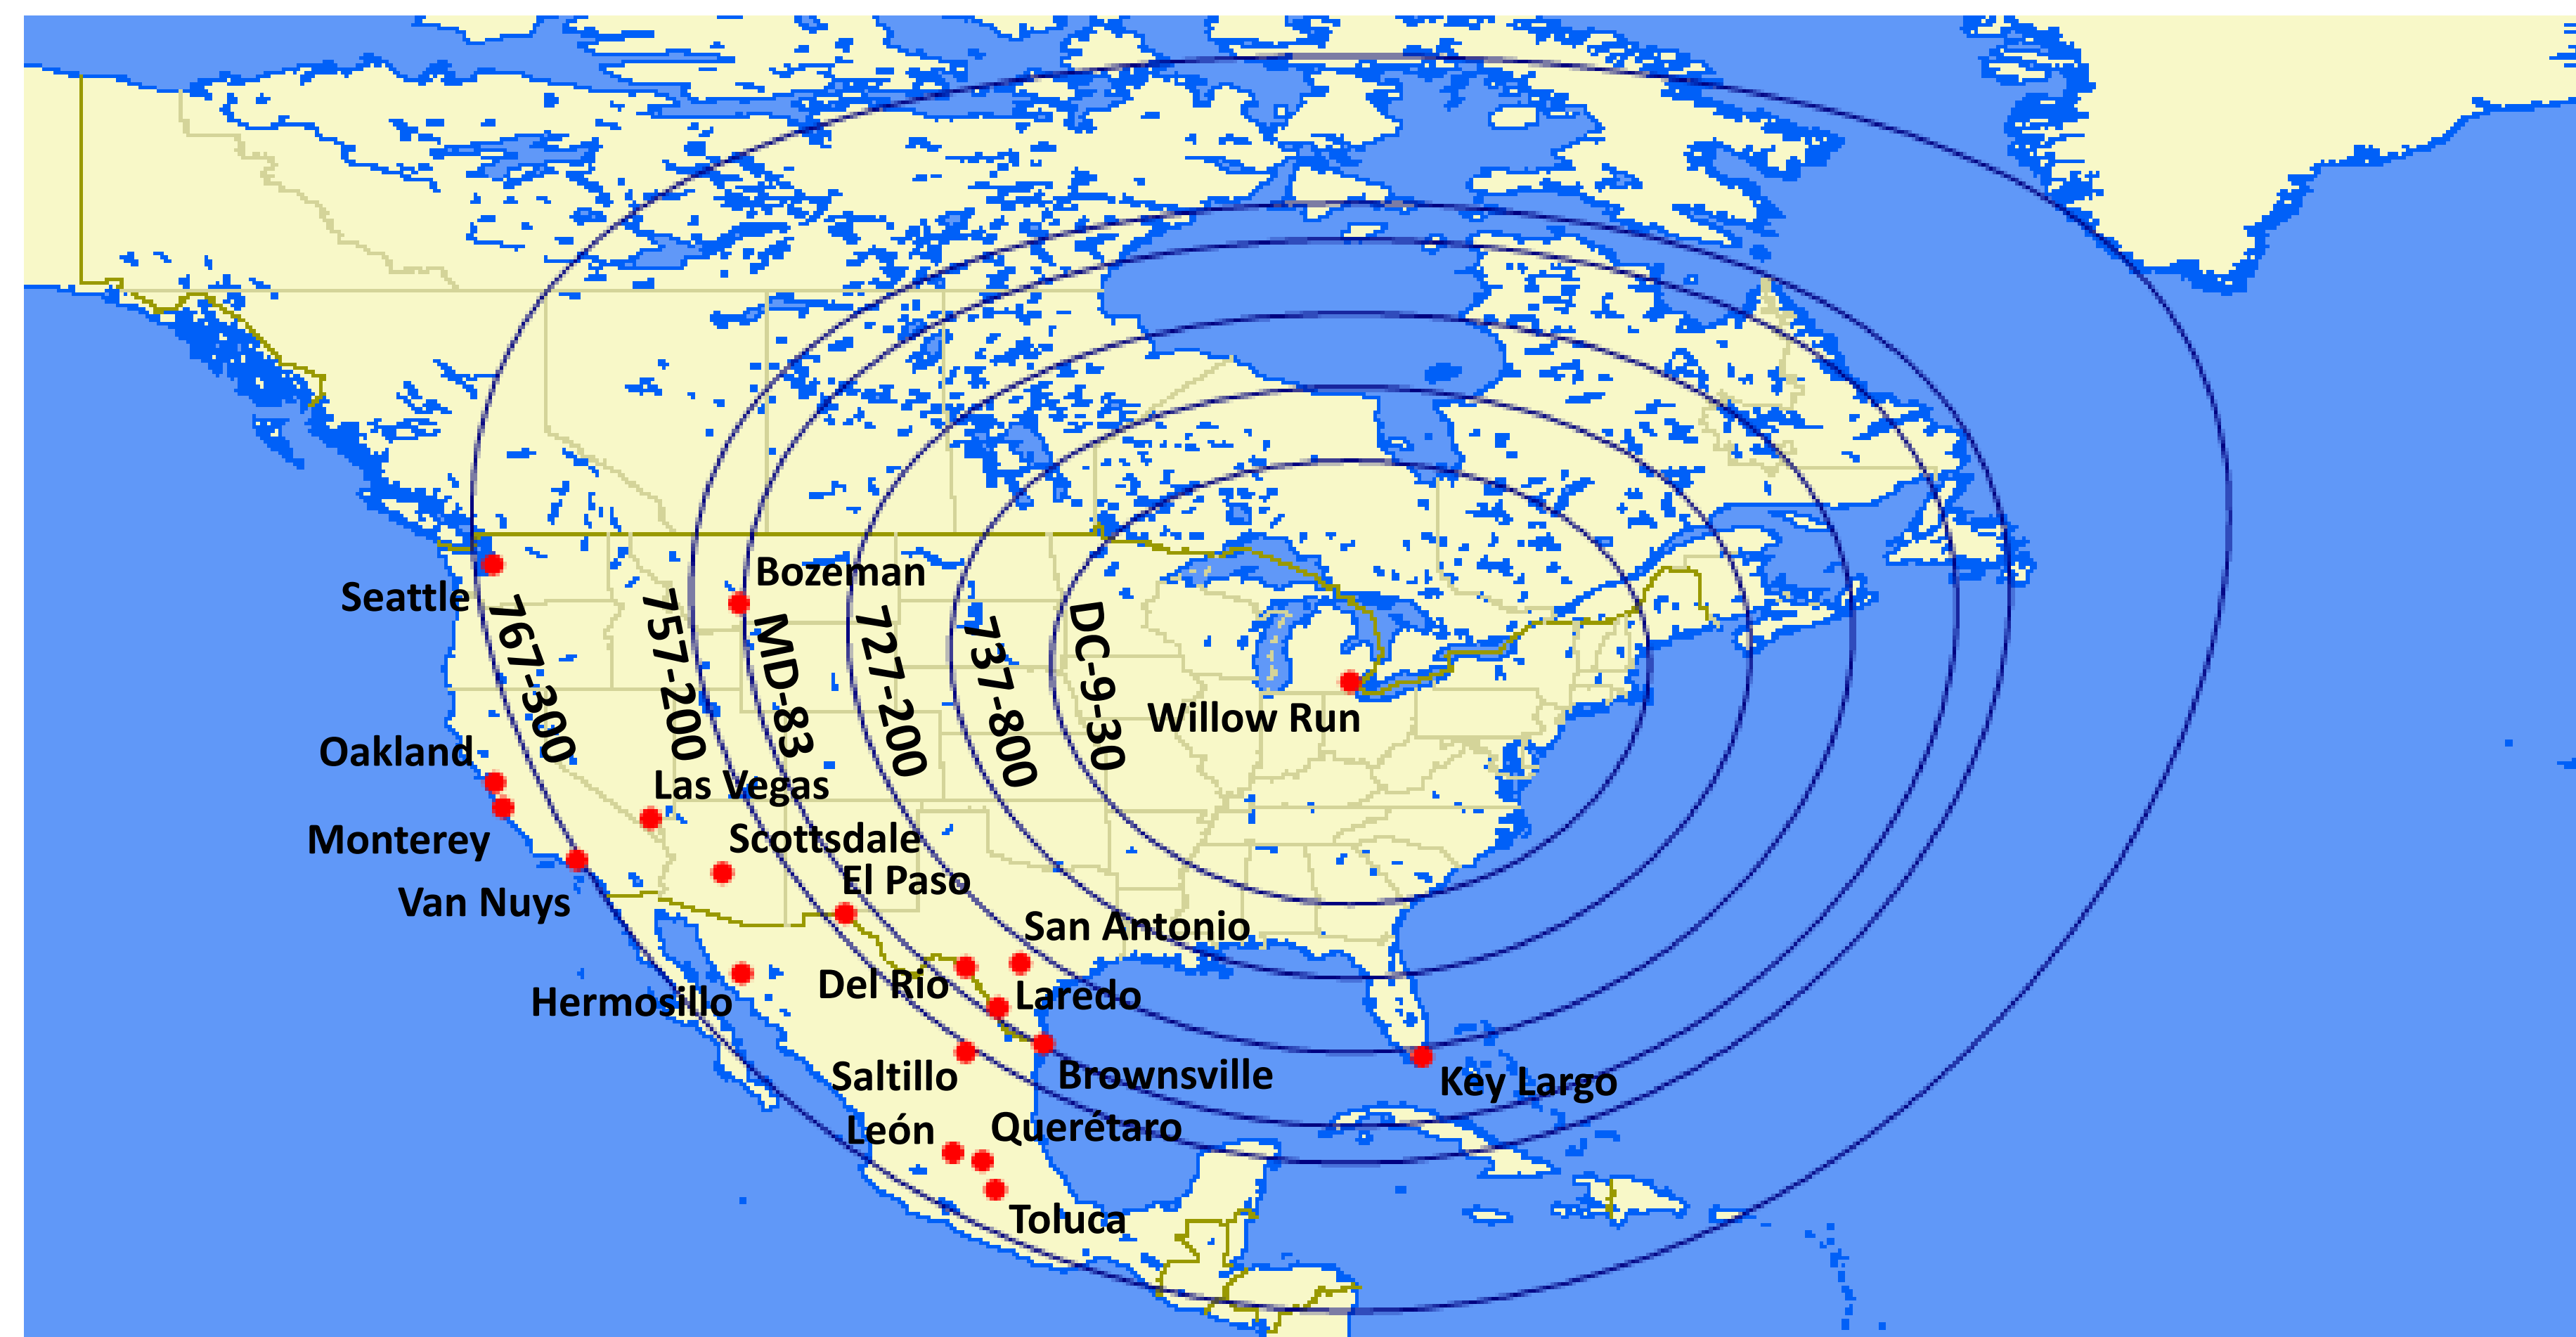 Seattle
Bozeman
767-300
757-200
MD-83
727-200
737-800
DC-9-30
Willow Run
Oakland
Las Vegas
Monterey
Scottsdale
El Paso
Van Nuys
San Antonio
Del Rio
Laredo
Hermosillo
Saltillo
Brownsville
Key Largo
León
Querétaro
Toluca